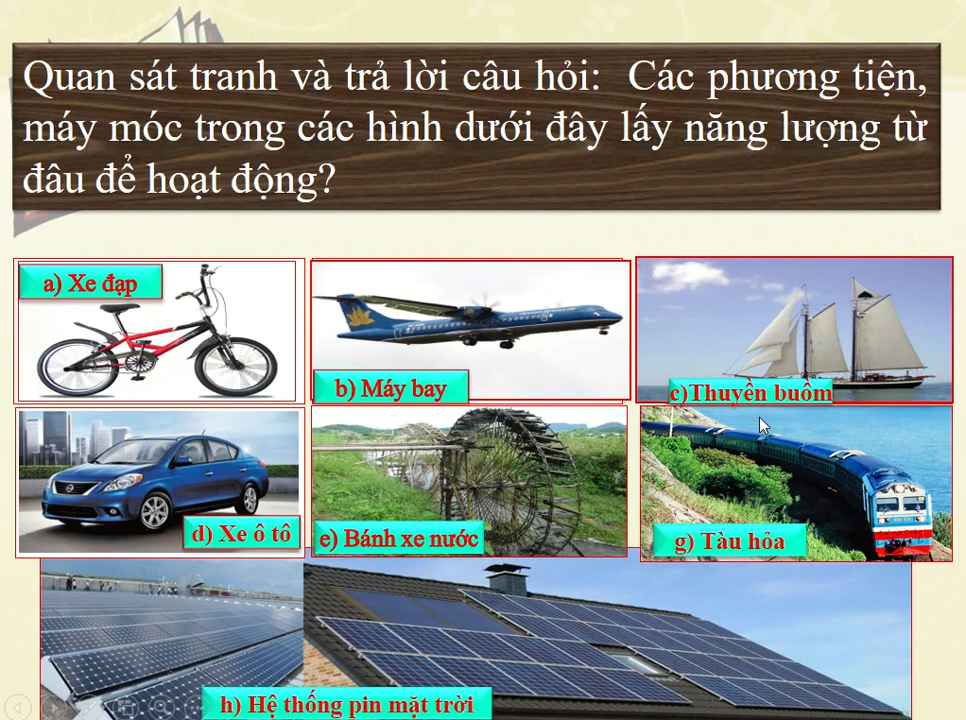 Quan sát tranh và trả lời câu hỏi: Các phương tiện,
máy móc trong các hình dưới đây lấy năng lượng từ
đâu để hoạt động?
a) Xe đạp
b) Máy bay
c)Thuyền buồm
d) Xe ô tô
e) Bánh xe nước
g) Tàu hỏa
h) Hệ thống pin mặt trời